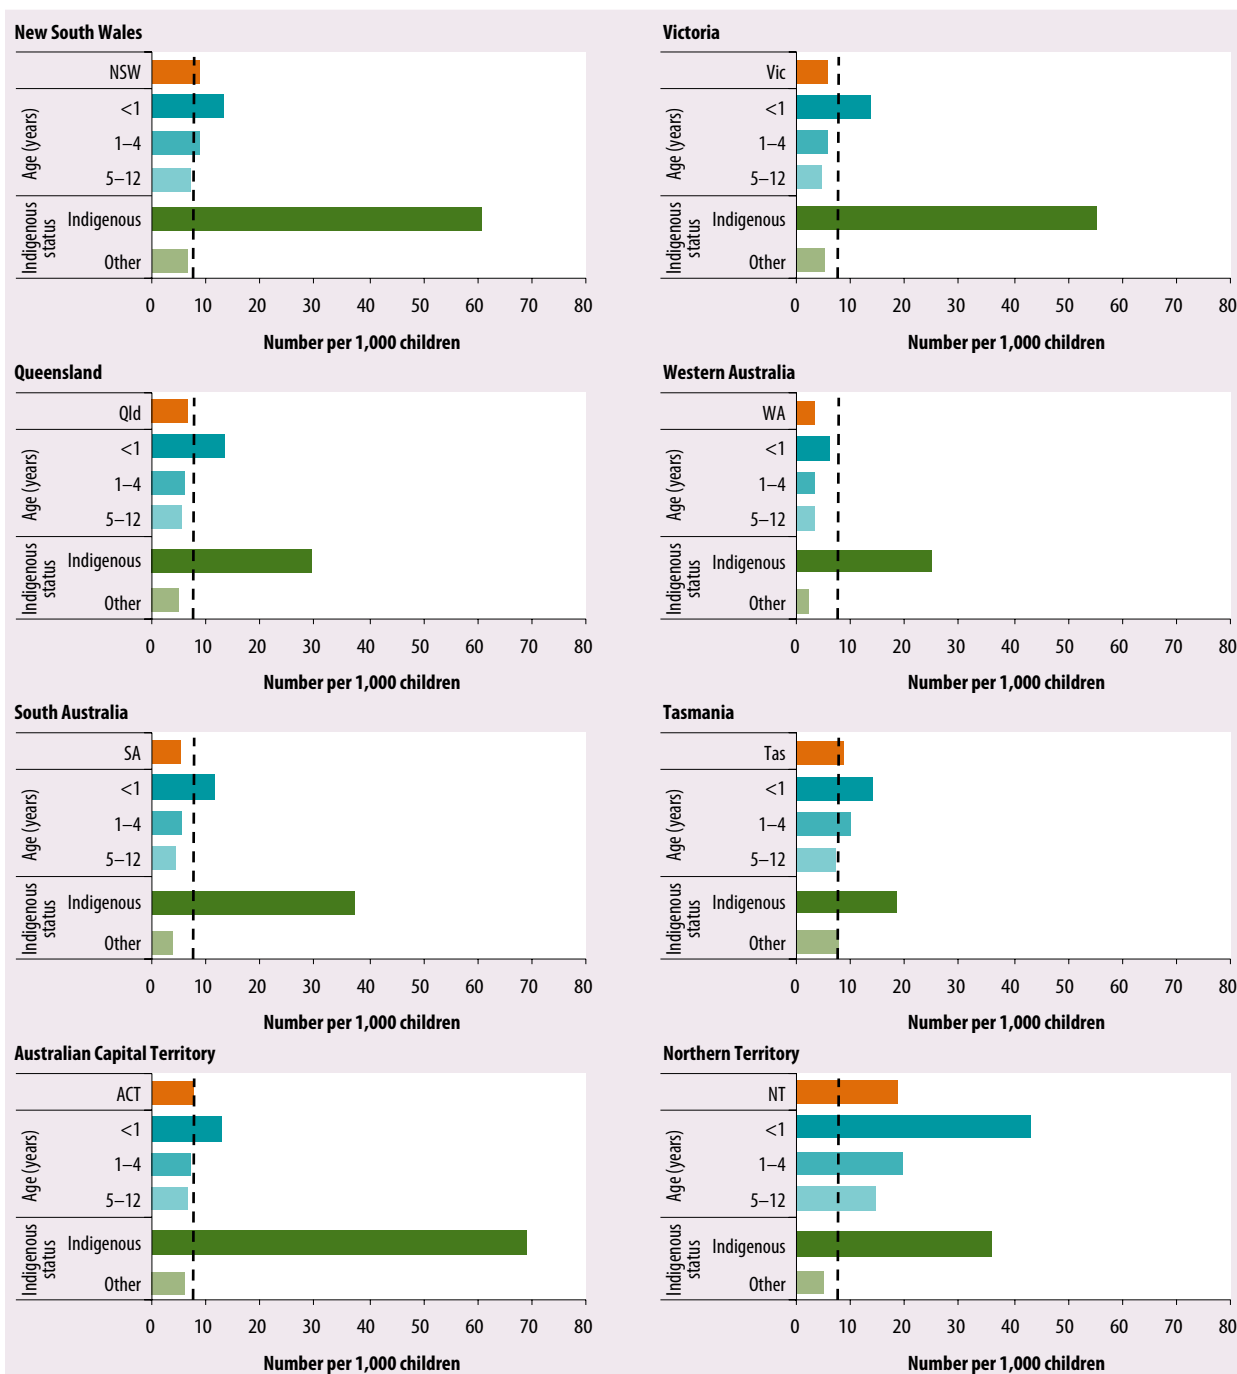 New South Wales
NSW
Age (years)
<1
1–4
5–12
Indigenous status
Indigenous
Other
0 10 20 30 40 50 60 70 80
Number per 1,000 children
Victoria
Vic
Age (years)
<1
1–4
5–12
Indigenous status
Indigenous
Other
0 10 20 30 40 50 60 70 80
Number per 1,000 children
Queensland
Qld
Age (years)
<1
1–4
5–12
Indigenous status
Indigenous
Other
0 10 20 30 40 50 60 70 80
Number per 1,000 children
Western Australia
WA
Age (years)
<1
1–4
5–12
Indigenous status
Indigenous
Other
0 10 20 30 40 50 60 70 80
Number per 1,000 children
South Australia
SA
Age (years)
<1
1–4
5–12
Indigenous status
Indigenous
Other
0 10 20 30 40 50 60 70 80
Number per 1,000 children
Tasmania
Tas
Age (years)
<1
1–4
5–12
Indigenous status
Indigenous
Other
0 10 20 30 40 50 60 70 80
Number per 1,000 children
Australian Capital Territory
ACT
Age (years)
<1
1–4
5–12
Indigenous status
Indigenous
Other
0 10 20 30 40 50 60 70 80
Number per 1,000 children
Northern Territory
NT
Age (years)
<1
1–4
5–12
Indigenous status
Indigenous
Other
0 10 20 30 40 50 60 70 80
Number per 1,000 children